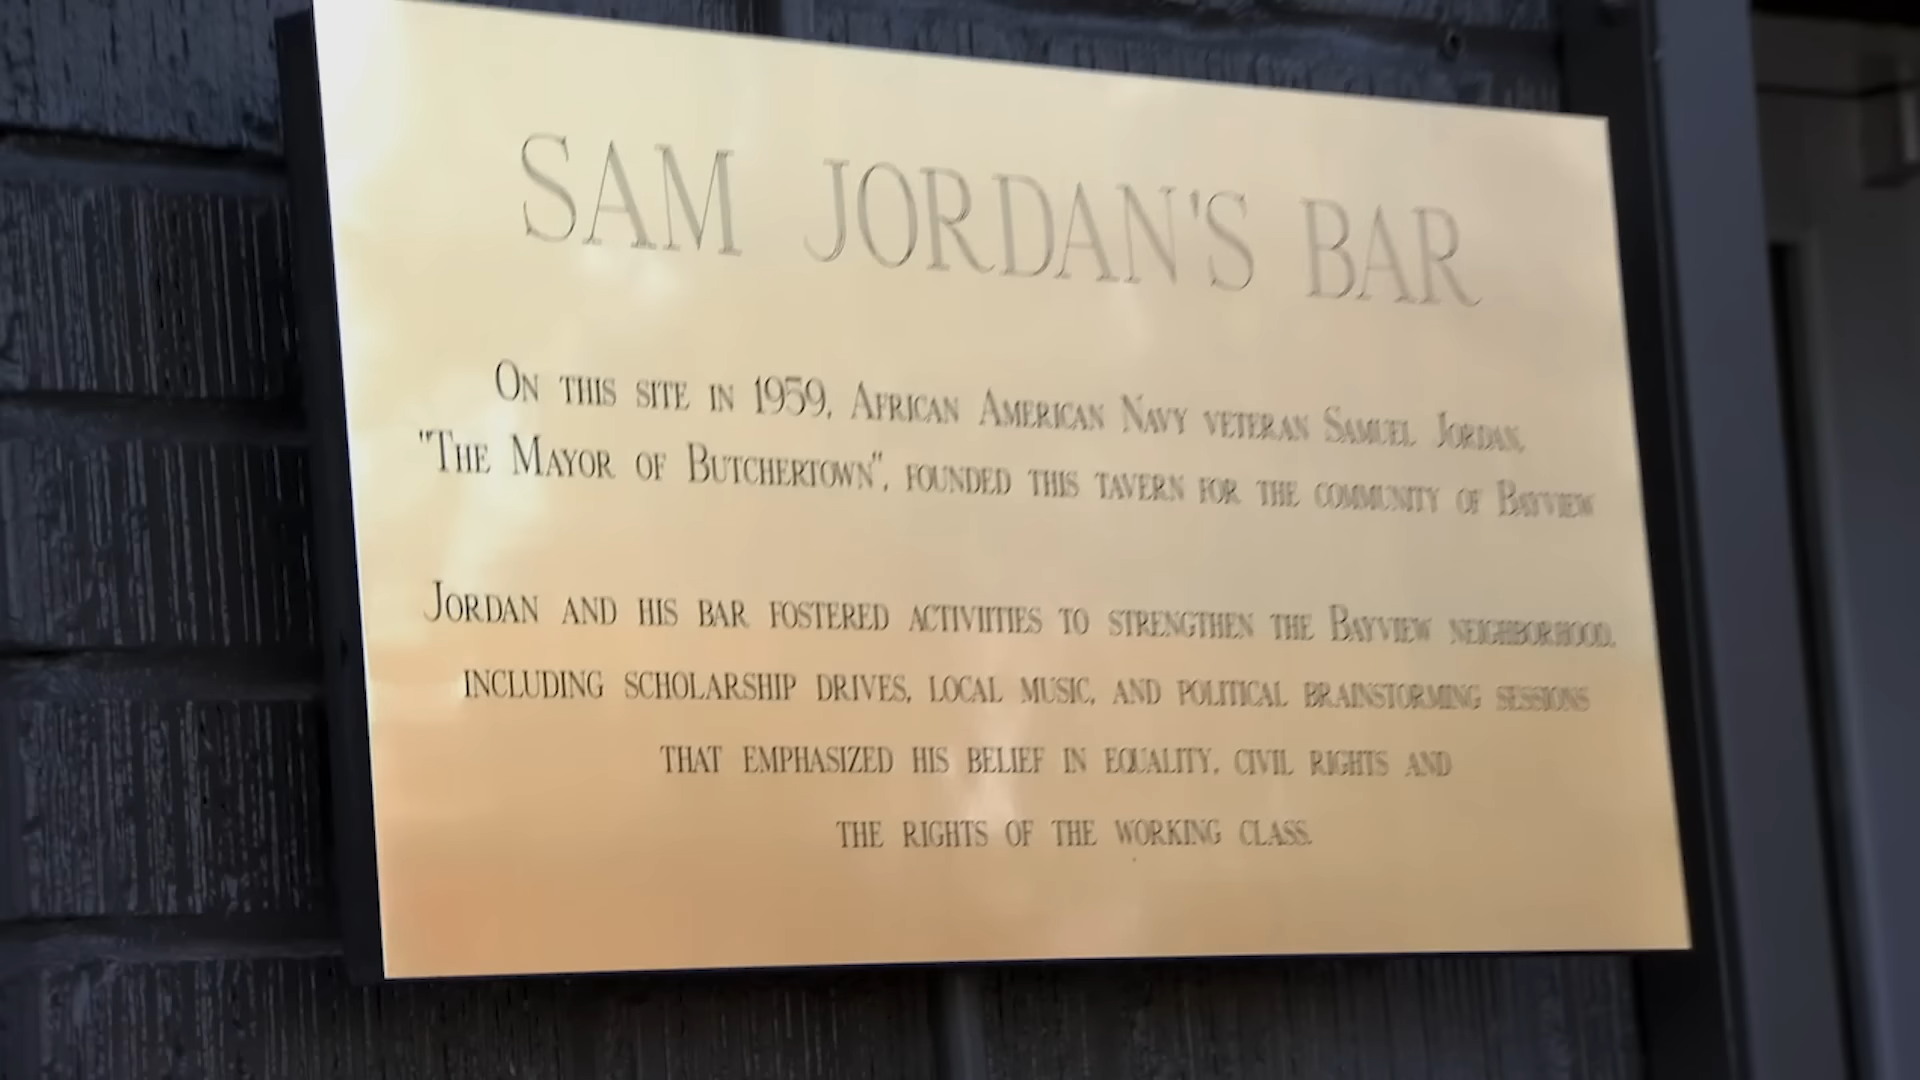 SAM JORDAN'S BAR
ON THIS SITE IN 1959, AFRICAN AMERICAN NAVY VETERAN SAMUEL JORDAN,
"THE MAYOR OF BUTCHERTOWN", FOUNDED THIS TAVERN FOR THE COMMUNITY OF BAYVIEW
JORDAN AND HIS BAR FOSTERED ACTIVIITIES TO STRENGTHEN THE BAYVIEW NEIGHBORHOOD,
INCLUDING SCHOLARSHIP DRIVES, LOCAL MUSIC, AND POLITICAL BRAINSTORMING SESSIONS
THAT EMPHASIZED HIS BELIEF IN EQUALITY, CIVIL RIGHTS AND
THE RIGHTS OF THE WORKING CLASS.